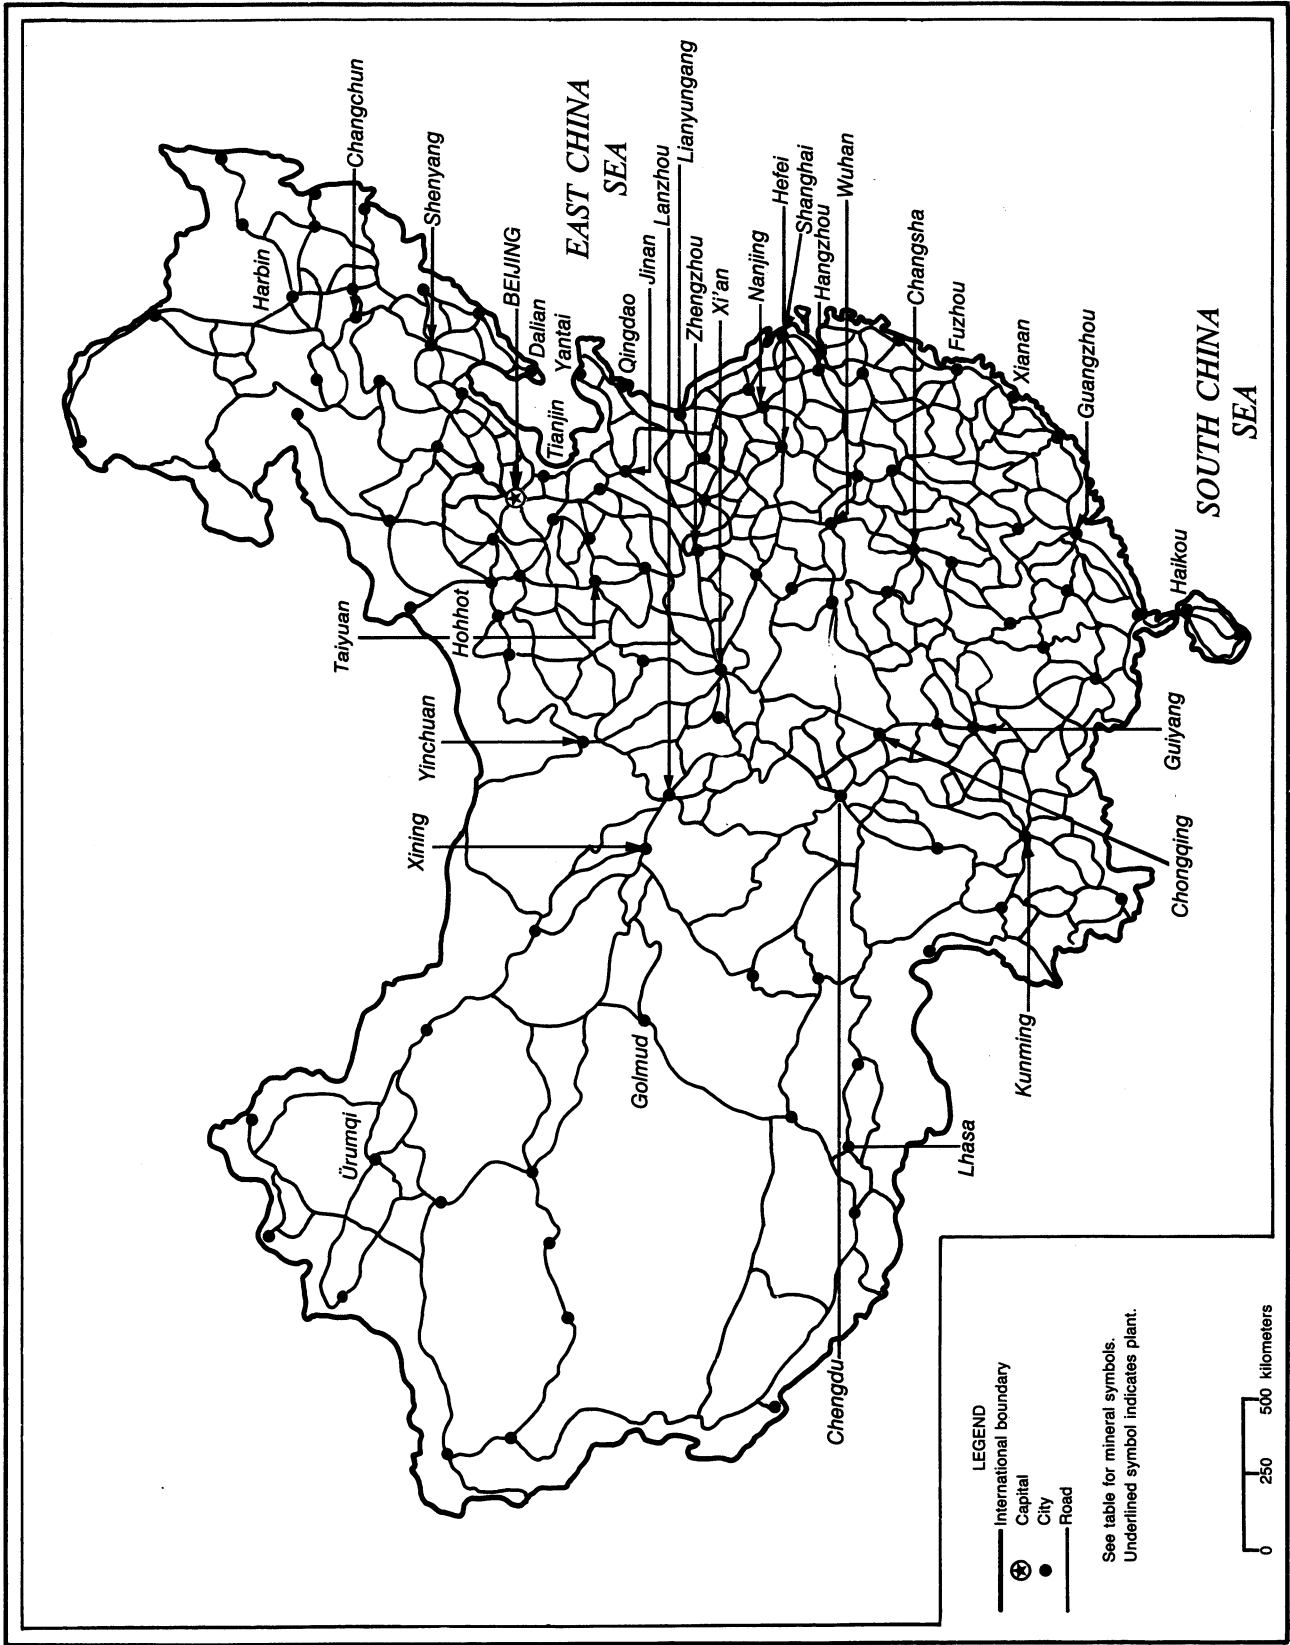 Harbin
Changchun
Shenyang
BEIJING
Dalian
Yantai
Tianjin
Qingdao
EAST CHINA
SEA
Jinan
Lanzhou
Lianyungang
Zhengzhou
Xi'an
Nanjing
Hefei
Shanghai
Hangzhou
Wuhan
Changsha
Fuzhou
Xianan
Guangzhou
SOUTH CHINA
SEA
Haikou
Taiyuan
Hohhot
Yinchuan
Xining
Guiyang
Chongqing
Kunming
Golmud
Ürumqi
Lhasa
Chengdu
LEGEND
International boundary
Capital
City
Road
See table for mineral symbols.
Underlined symbol indicates plant.
0 250 500 kilometers